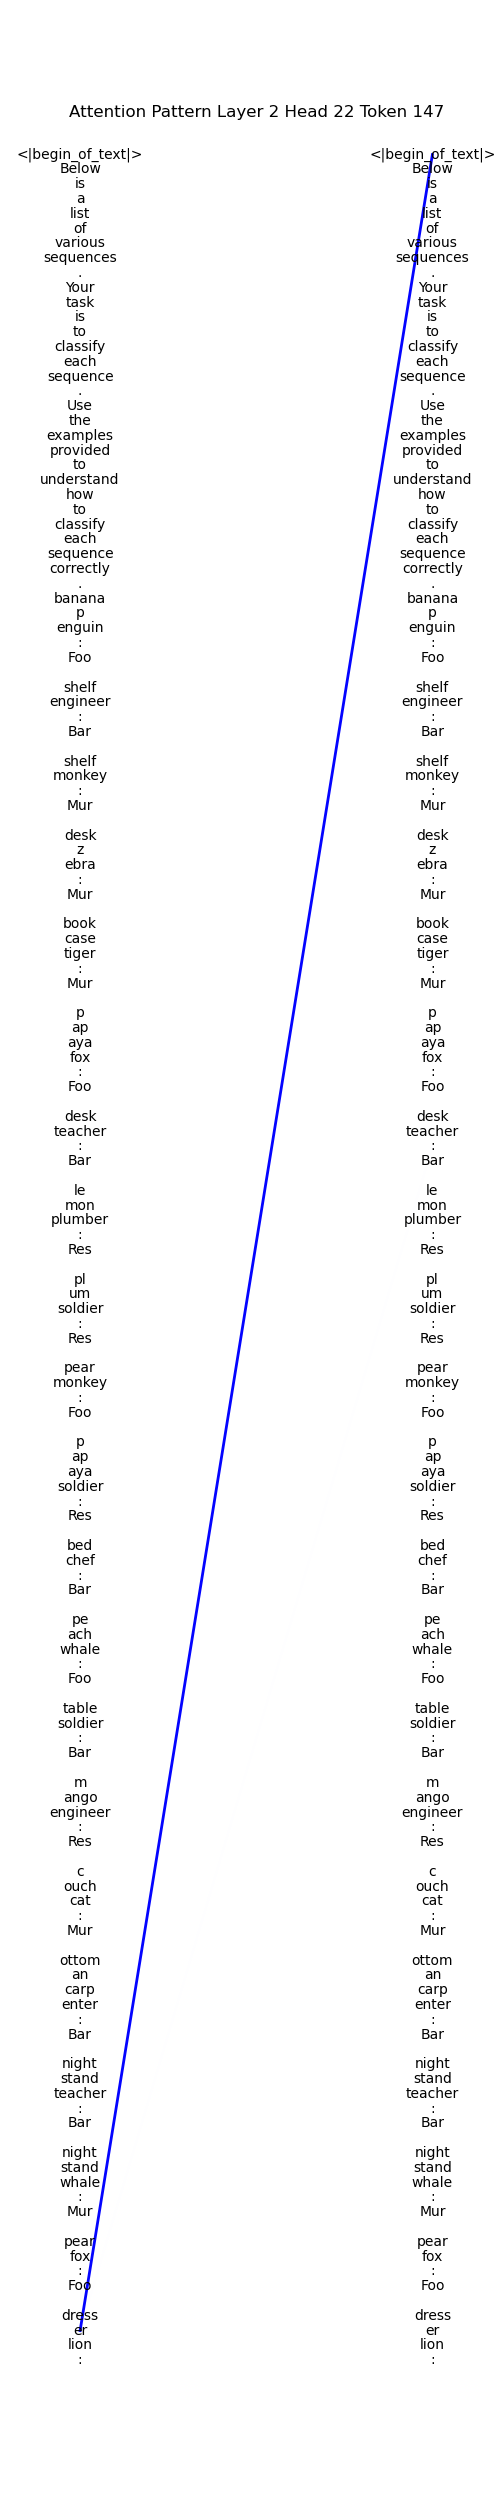 Attention Pattern Layer 2 Head 22 Token 147
<|begin_of_text|>
Below
is
a
list
of
various
sequences
.
Your
task
is
to
classify
each
sequence
.
Use
the
examples
provided
to
understand
how
to
classify
each
sequence
correctly
.
banana
p
enguin
:
Foo
shelf
engineer
:
Bar
shelf
monkey
:
Mur
desk
z
ebra
:
Mur
book
case
tiger
:
Mur
p
ap
aya
fox
:
Foo
desk
teacher
:
Bar
le
mon
plumber
:
Res
pl
um
soldier
:
Res
pear
monkey
:
Foo
p
ap
aya
soldier
:
Res
bed
chef
:
Bar
pe
ach
whale
:
Foo
table
soldier
:
Bar
m
ango
engineer
:
Res
c
ouch
cat
:
Mur
ottom
an
carp
enter
:
Bar
night
stand
teacher
:
Bar
night
stand
whale
:
Mur
pear
fox
:
Foo
dress
er
lion
:
<|begin_of_text|>
Below
is
a
list
of
various
sequences
.
Your
task
is
to
classify
each
sequence
.
Use
the
examples
provided
to
understand
how
to
classify
each
sequence
correctly
.
banana
p
enguin
:
Foo
shelf
engineer
:
Bar
shelf
monkey
:
Mur
desk
z
ebra
:
Mur
book
case
tiger
:
Mur
p
ap
aya
fox
:
Foo
desk
teacher
:
Bar
le
mon
plumber
:
Res
pl
um
soldier
:
Res
pear
monkey
:
Foo
p
ap
aya
soldier
:
Res
bed
chef
:
Bar
pe
ach
whale
:
Foo
table
soldier
:
Bar
m
ango
engineer
:
Res
c
ouch
cat
:
Mur
ottom
an
carp
enter
:
Bar
night
stand
teacher
:
Bar
night
stand
whale
:
Mur
pear
fox
:
Foo
dress
er
lion
: